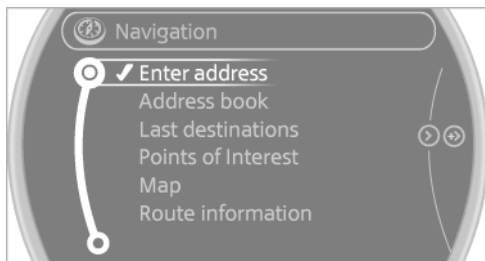 Navigation
Enter address
Address book
Last destinations
Points of Interest
Map
Route information